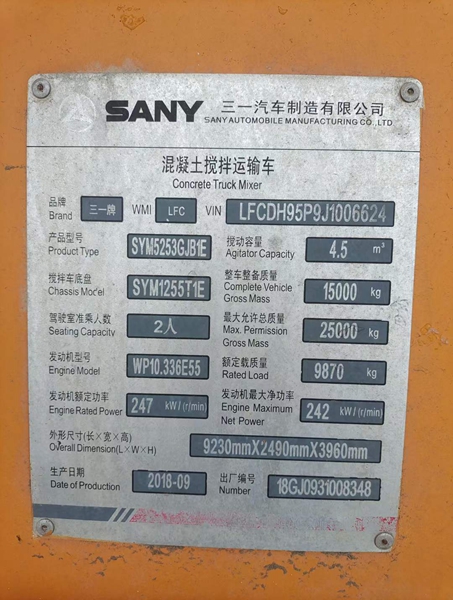 SANY 三一汽车制造有限公司
SANY AUTOMOBILE MANUFACTURING CO.,LTD
混凝土搅拌运输车
Concrete Truck Mixer
品牌 Brand 三一牌 WMI LFC VIN LFCDH95P9J1006624
产品型号 Product Type SYM5253GJB1E 搅动容量 Agitator Capacity 4.5 m³
搅拌车底盘 Chassis Model SYM1255T1E 整车整备质量 Complete Vehicle Gross Mass 15000 kg
驾驶室准乘人数 Seating Capacity 2人 最大允许总质量 Max. Permission Gross Mass 25000 kg
发动机型号 Engine Model WP10.336E55 额定载质量 Rated Load 9870 kg
发动机额定功率 Engine Rated Power 247 kW/(r/min) 发动机最大净功率 Engine Maximum Net Power 242 kW/(r/min)
外形尺寸(长×宽×高) Overall Dimension(L×W×H) 9230mmX2490mmX3960mm
生产日期 Date of Production 2018-09 出厂编号 Number 18GJ0931008348